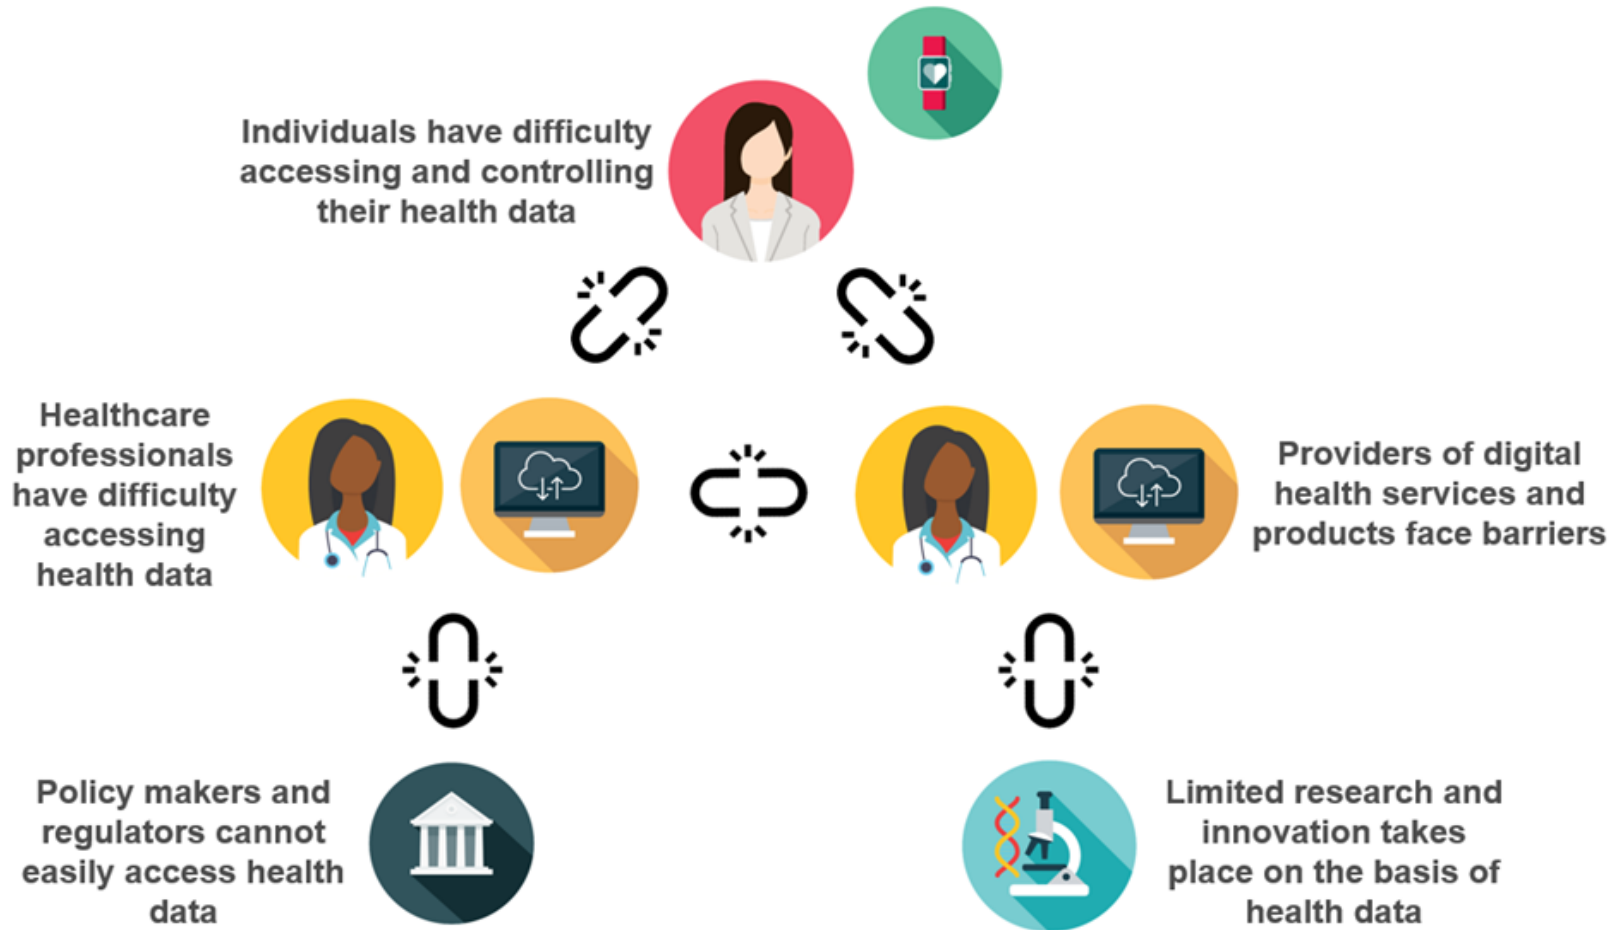 Individuals have difficulty
accessing and controlling
their health data
Healthcare
professionals
have difficulty
accessing
health data
Providers of digital
health services and
products face barriers
Policy makers and
regulators cannot
easily access health
data
Limited research and
innovation takes
place on the basis of
health data